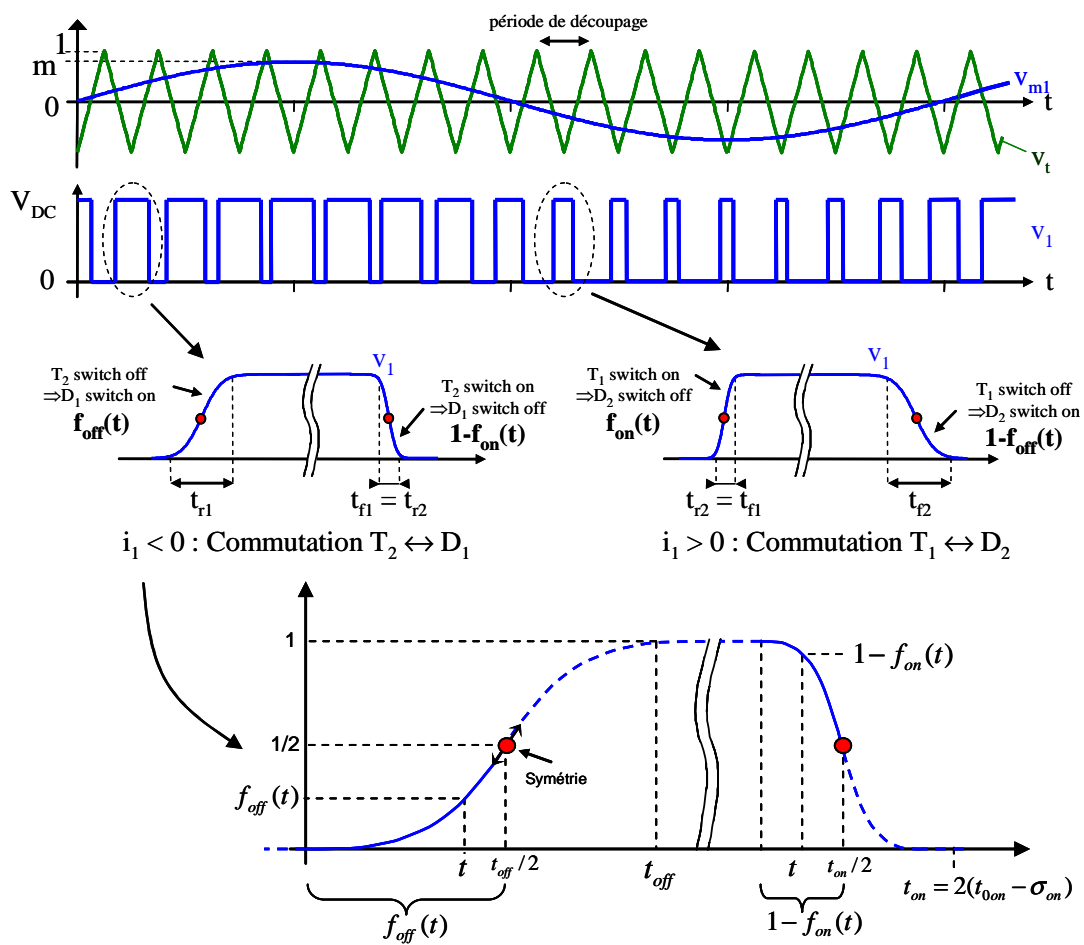 période de découpage
1
m
0
v_m1
t
v_t
V_DC
0
v_1
t
T_2 switch off
⇒D_1 switch on
f_off(t)
v_1
T_2 switch on
⇒D_1 switch off
1-f_on(t)
t_r1
t_f1 = t_r2
i_1 < 0 : Commutation T_2 ↔ D_1
T_1 switch on
⇒D_2 switch off
f_on(t)
v_1
T_1 switch off
⇒D_2 switch on
1-f_off(t)
t_r2 = t_f1
t_f2
i_1 > 0 : Commutation T_1 ↔ D_2
1
1/2
f_off(t)
Symétrie
1 − f_on(t)
t
t_off/2
t_off
t
t_on/2
t_on = 2(t_0on − σ_on)
f_off(t)
1 − f_on(t)